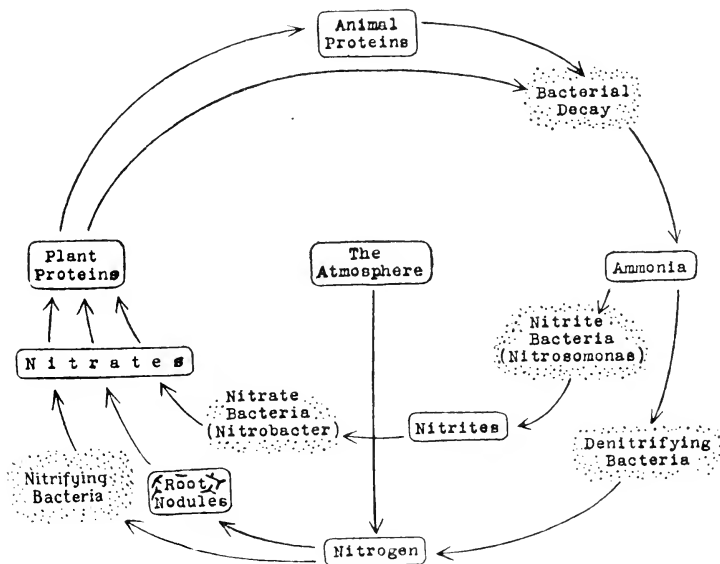 Animal
Proteins
Bacterial
Decay
Plant
Proteins
The
Atmosphere
Ammonia
Nitrite
Bacteria
(Nitrosomonas)
Nitrates
Nitrate
Bacteria
(Nitrobacter)
Nitrites
Denitrifying
Bacteria
Nitrifying
Bacteria
Root
Nodules
Nitrogen